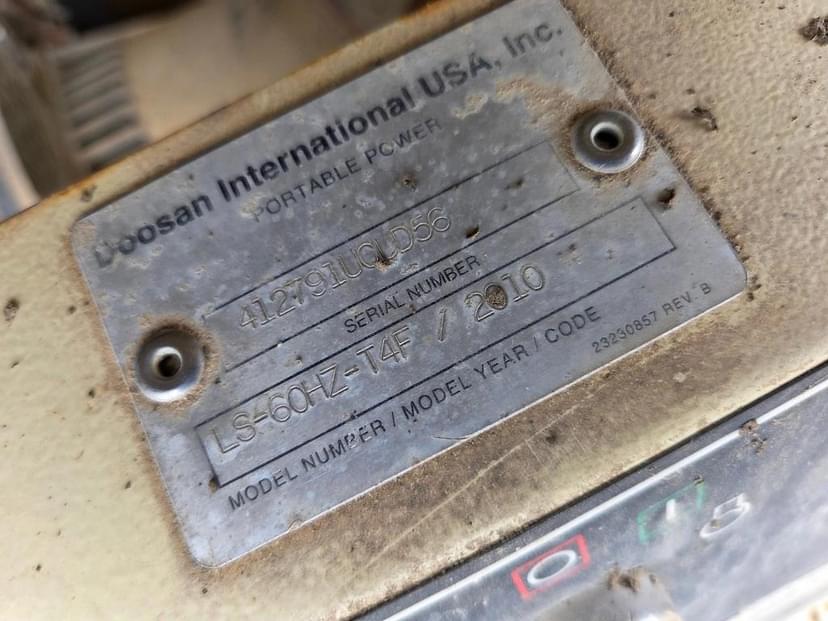 Doosan International USA, Inc.
PORTABLE POWER
412791UQUD56
SERIAL NUMBER
LS-60HZ-T4F / 2010
MODEL NUMBER / MODEL YEAR / CODE
23230857 REV. B